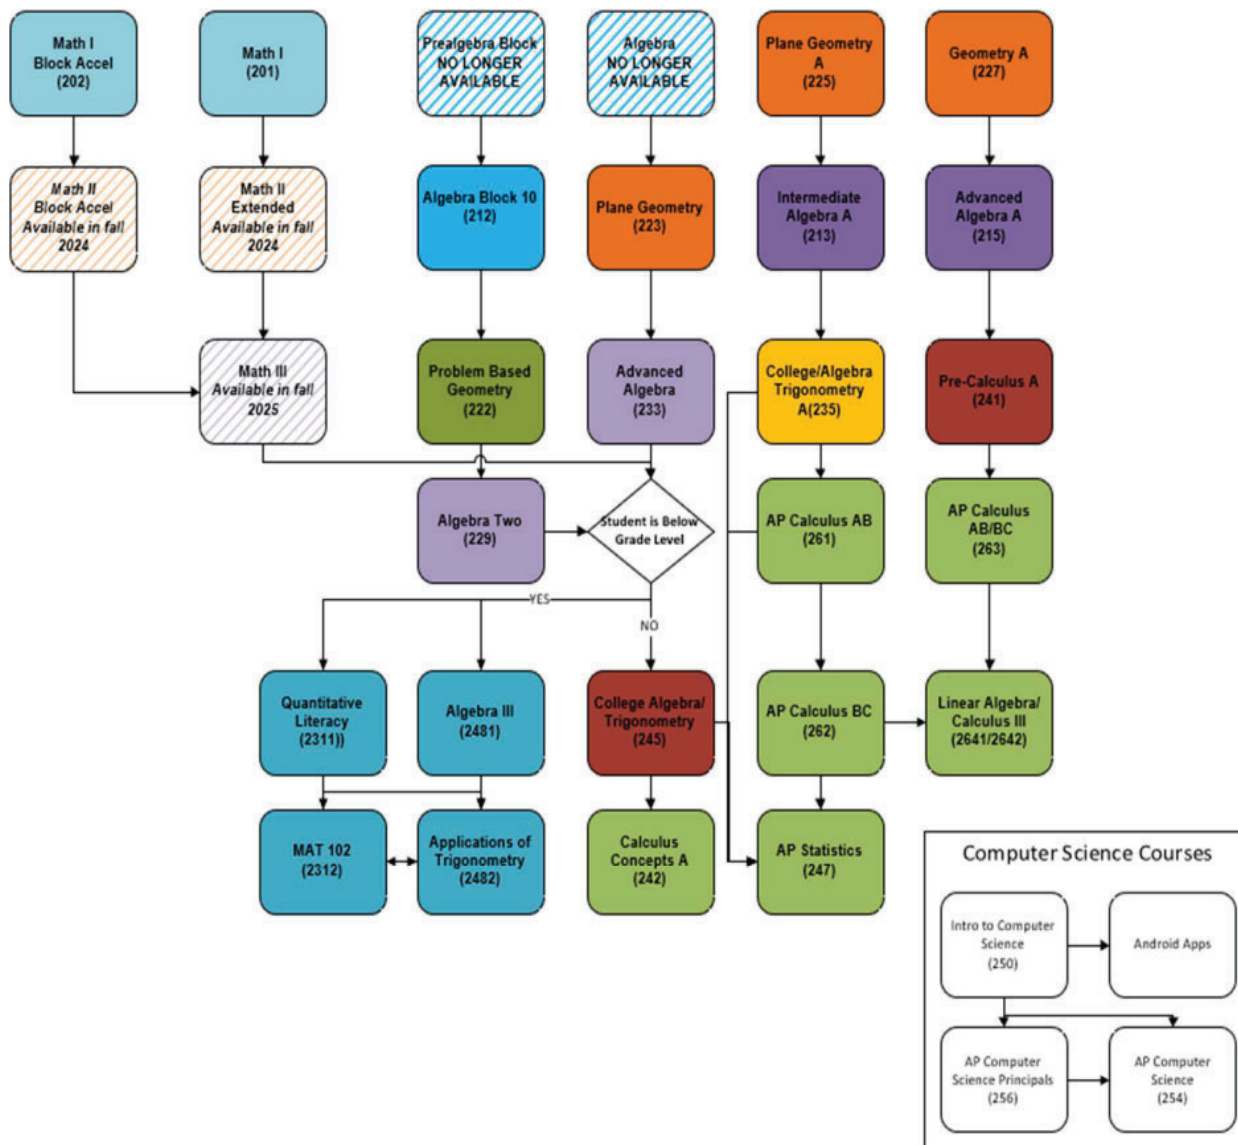 Math I
Block Accel
(202)
Math I
(201)
Prealgebra Block
NO LONGER
AVAILABLE
Algebra
NO LONGER
AVAILABLE
Plane Geometry
A
(225)
Geometry A
(227)
Math II
Block Accel
Available in fall
2024
Math II
Extended
Available in fall
2024
Algebra Block 10
(212)
Plane Geometry
(223)
Intermediate
Algebra A
(213)
Advanced
Algebra A
(215)
Math III
Available in fall
2025
Problem Based
Geometry
(222)
Advanced
Algebra
(233)
College/Algebra
Trigonometry
A(235)
Pre-Calculus A
(241)
Algebra Two
(229)
Student is Below
Grade Level
AP Calculus AB
(261)
AP Calculus
AB/BC
(263)
YES
NO
Quantitative
Literacy
(2311))
Algebra III
(2481)
College Algebra/
Trigonometry
(245)
AP Calculus BC
(262)
Linear Algebra/
Calculus III
(2641/2642)
MAT 102
(2312)
Applications of
Trigonometry
(2482)
Calculus
Concepts A
(242)
AP Statistics
(247)
Computer Science Courses
Intro to Computer
Science
(250)
Android Apps
AP Computer
Science Principals
(256)
AP Computer
Science
(254)